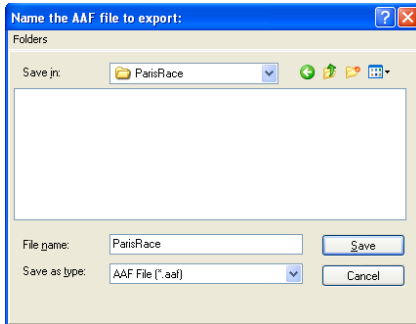 Name the AAF file to export:
Folders
Save in: ParisRace
File name: ParisRace Save
Save as type: AAF File (*.aaf) Cancel